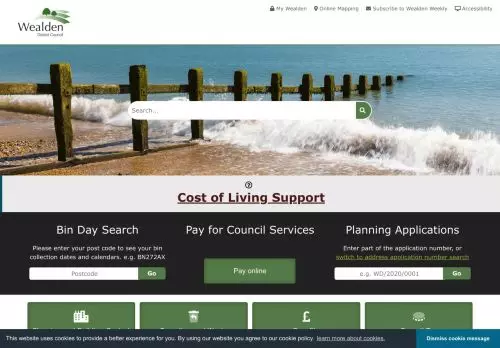 Wealden
District Council
My Wealden
Online Mapping
Subscribe to Wealden Weekly
Accessibility
Search...
Cost of Living Support
Bin Day Search
Please enter your post code to see your bin
collection dates and calendars. e.g. BN272AX
Postcode
Go
Pay for Council Services
Pay online
Planning Applications
Enter part of the application number, or
switch to address application number search
e.g. WD/2020/0001
Go
This website uses cookies to provide a better experience for you. By using our website you agree to our cookie policy. learn more about cookies.
Dismiss cookie message